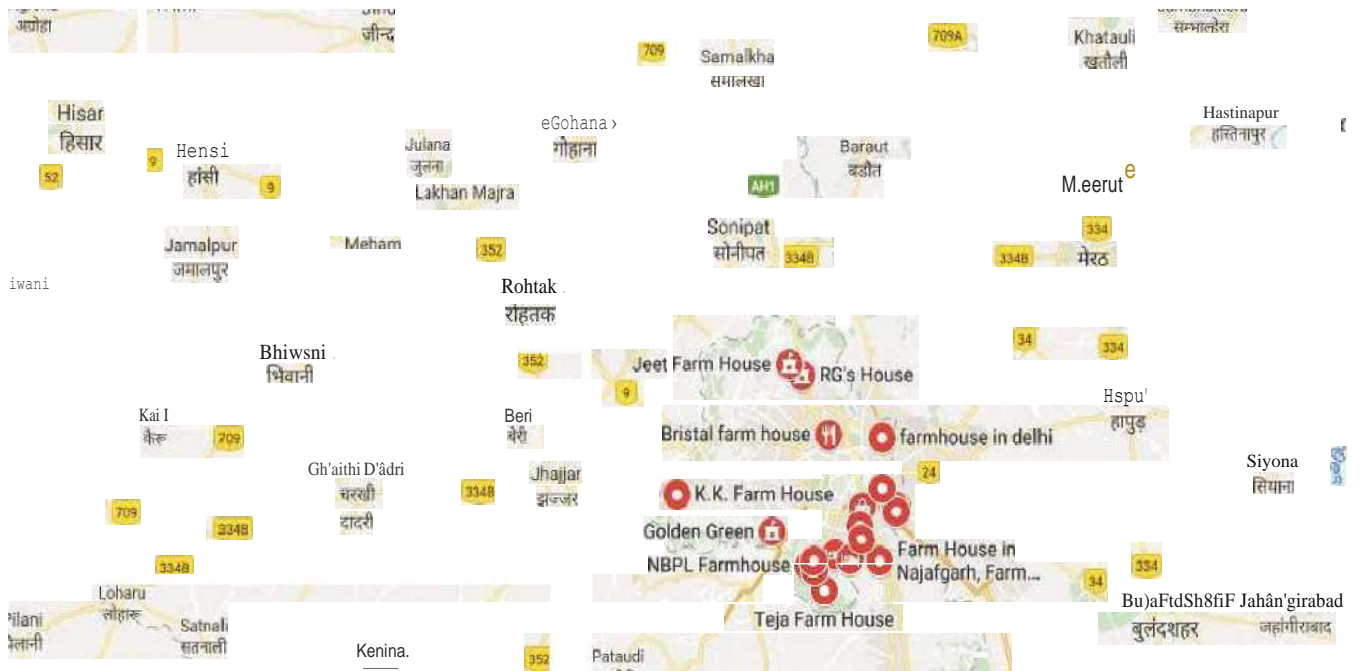 अग्रोहा
जीन्द
709
Samalkha
समालखा
709A
Khatauli
खतौली
सम्भालहेरा
Hisar
हिसार
52
9
Hensi
हांसी
9
Julana
जुलना
Lakhan Majra
eGohana ›
गोहाना
Baraut
बड़ौत
AH1
Hastinapur
हस्तिनापुर
M.eerut e
334
334B
मेरठ
Jamalpur
जमालपुर
Meham
352
Sonipat
सोनीपत
334B
iwani
Rohtak
रोहतक
Bhiwsni
भिवानी
352
9
Jeet Farm House
RG's House
34
334
Kai I
कैरू
709
Beri
बेरी
Bristal farm house
farmhouse in delhi
Hspu'
हापुड़
24
Gh'aithi D'âdri
चरखी
दादरी
334B
Jhajjar
झज्जर
K.K. Farm House
Siyona
सियाना
709
334B
Golden Green
334B
NBPL Farmhouse
Farm House in
Najafgarh, Farm...
34
334
Loharu
लोहारू
Teja Farm House
Bu)aFtdSh8fiF Jahân'girabad
बुलंदशहर
जहांगीराबाद
Pilani
Satnali
सतनाली
Kenina.
352
Pataudi